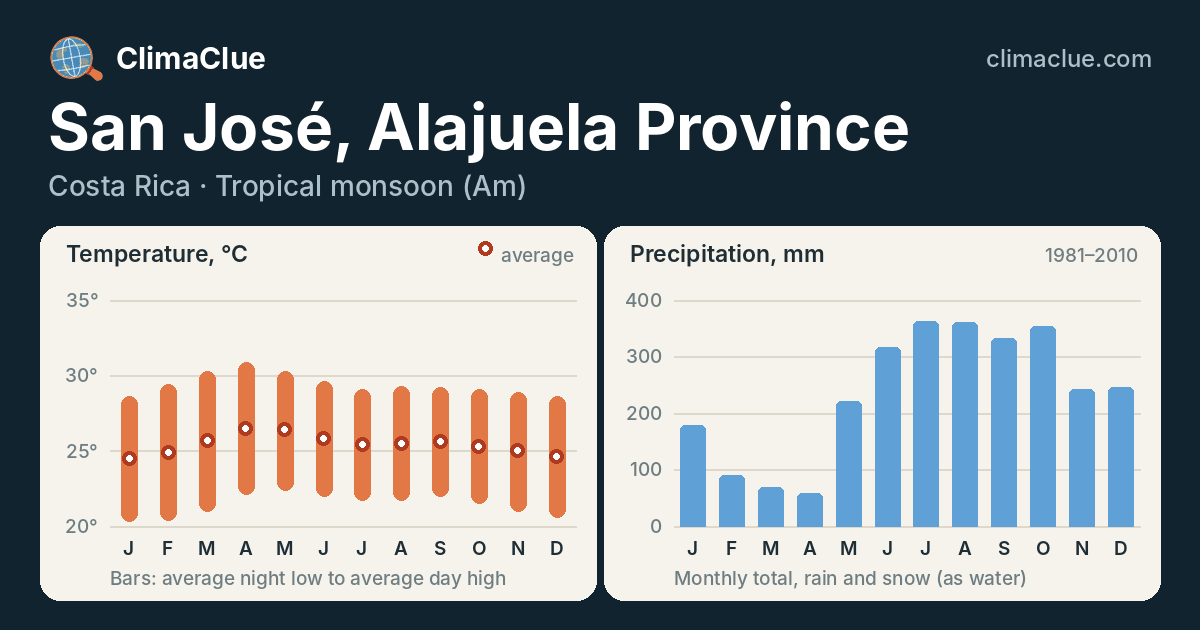 ClimaClue
climaclue.com
San José, Alajuela Province
Costa Rica · Tropical monsoon (Am)
Temperature, °C
average
35°
30°
25°
20°
J F M A M J J A S O N D
Bars: average night low to average day high
Precipitation, mm
1981–2010
400
300
200
100
0
J F M A M J J A S O N D
Monthly total, rain and snow (as water)